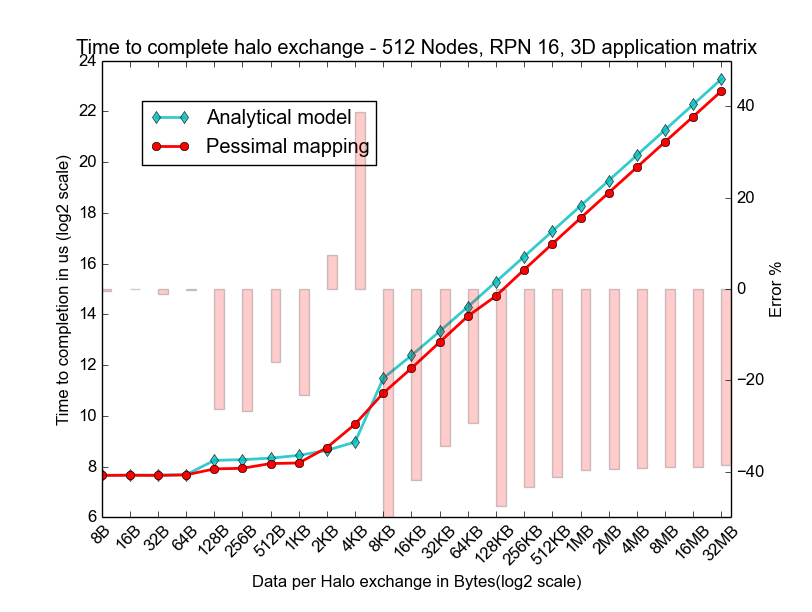 Time to complete halo exchange - 512 Nodes, RPN 16, 3D application matrix
Analytical model
Pessimal mapping
Time to completion in us (log2 scale)
24
22
20
18
16
14
12
10
8
6
40
20
0
−20
−40
Error %
8B
16B
32B
64B
128B
256B
512B
1KB
2KB
4KB
8KB
16KB
32KB
64KB
128KB
256KB
512KB
1MB
2MB
4MB
8MB
16MB
32MB
Data per Halo exchange in Bytes(log2 scale)